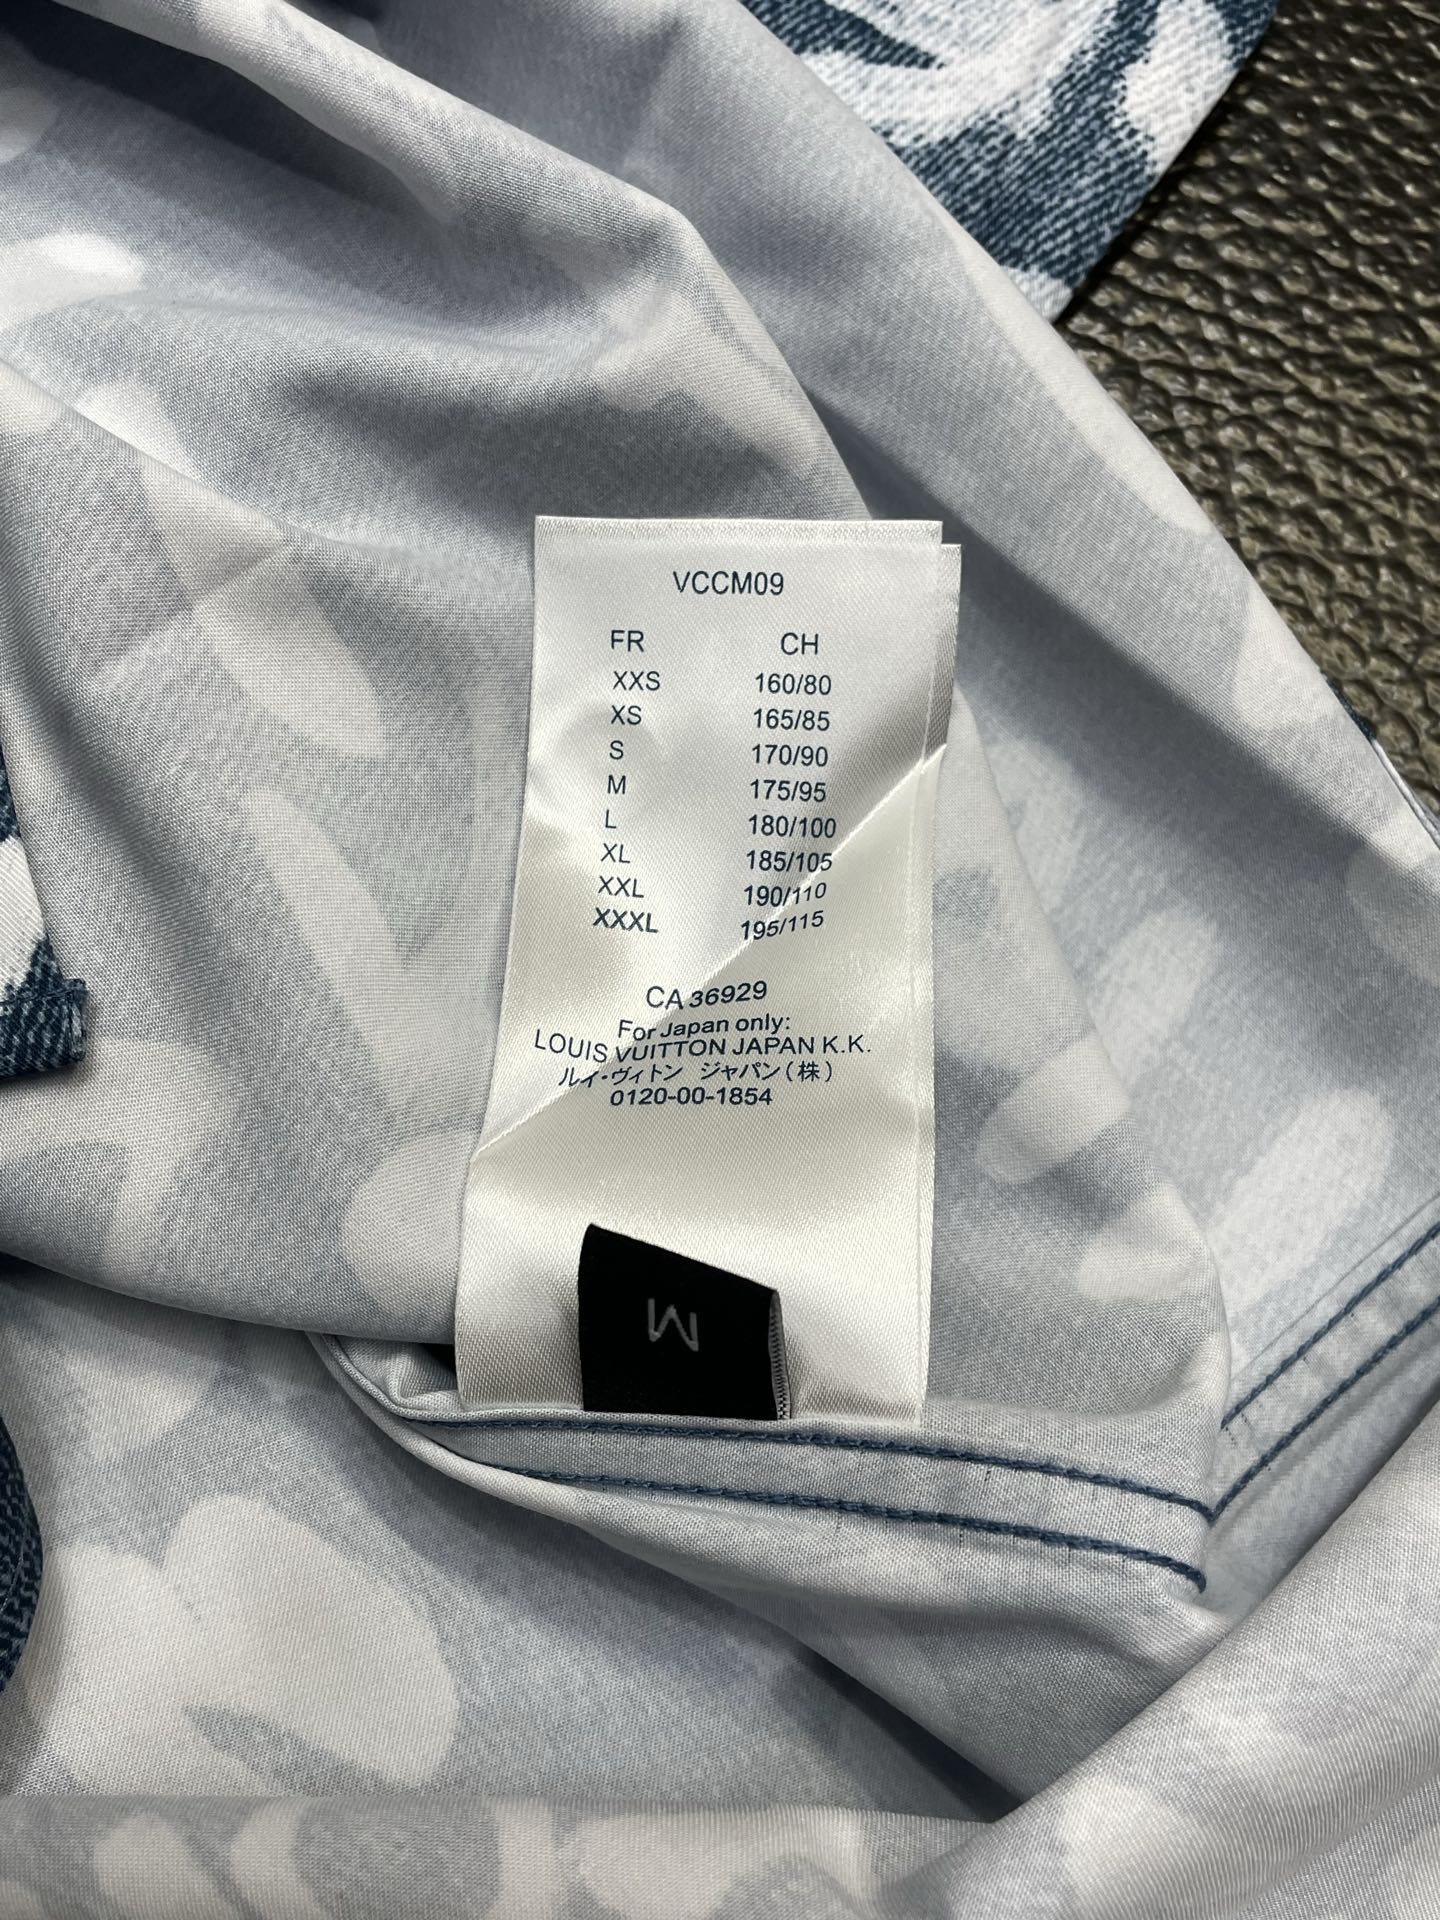 VCCM09
FR CH
XXS 160/80
XS 165/85
S 170/90
M 175/95
L 180/100
XL 185/105
XXL 190/110
XXXL 195/115
CA 36929
For Japan only:
LOUIS VUITTON JAPAN K.K.
ルイ・ヴィトン ジャパン(株)
0120-00-1854
M